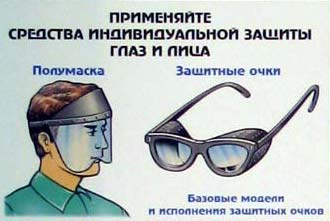 ПРИМЕНЯЙТЕ
СРЕДСТВА ИНДИВИДУАЛЬНОЙ ЗАЩИТЫ
ГЛАЗ И ЛИЦА
Полумаска
Защитные очки
Базовые модели
и исполнения защитных очков